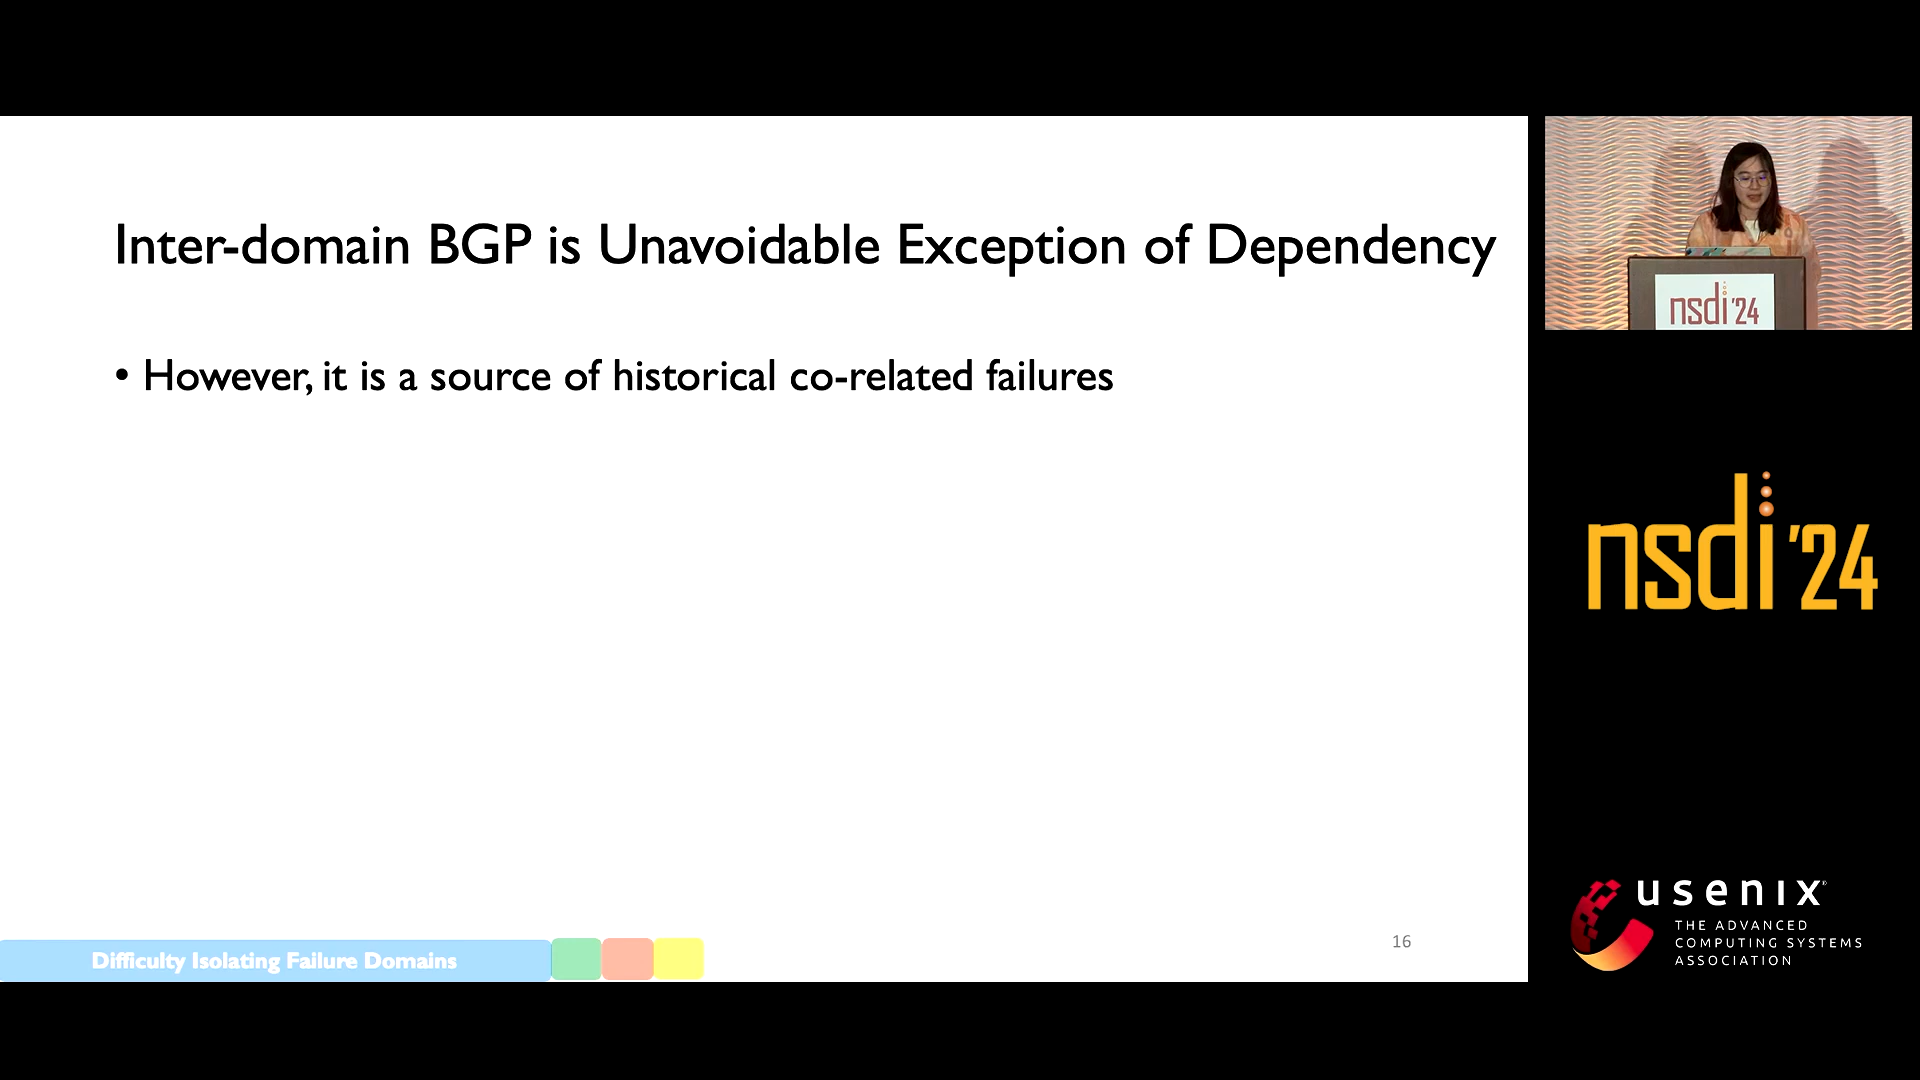 Inter-domain BGP is Unavoidable Exception of Dependency
• However, it is a source of historical co-related failures
Difficulty Isolating Failure Domains
16
nsdi '24
nsdi '24
usenix®
THE ADVANCED
COMPUTING SYSTEMS
ASSOCIATION